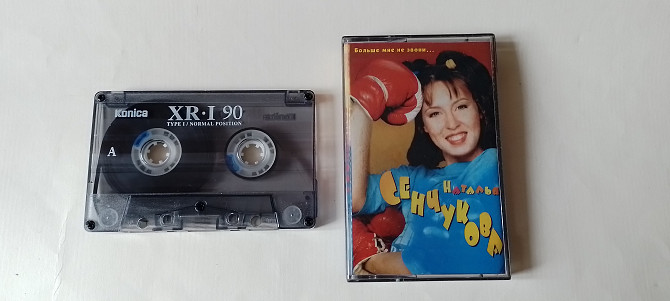 Konica
XR·I 90
TYPE I / NORMAL POSITION
A
Больше мне не звони...
Наталья
СЕНЧУКОВА